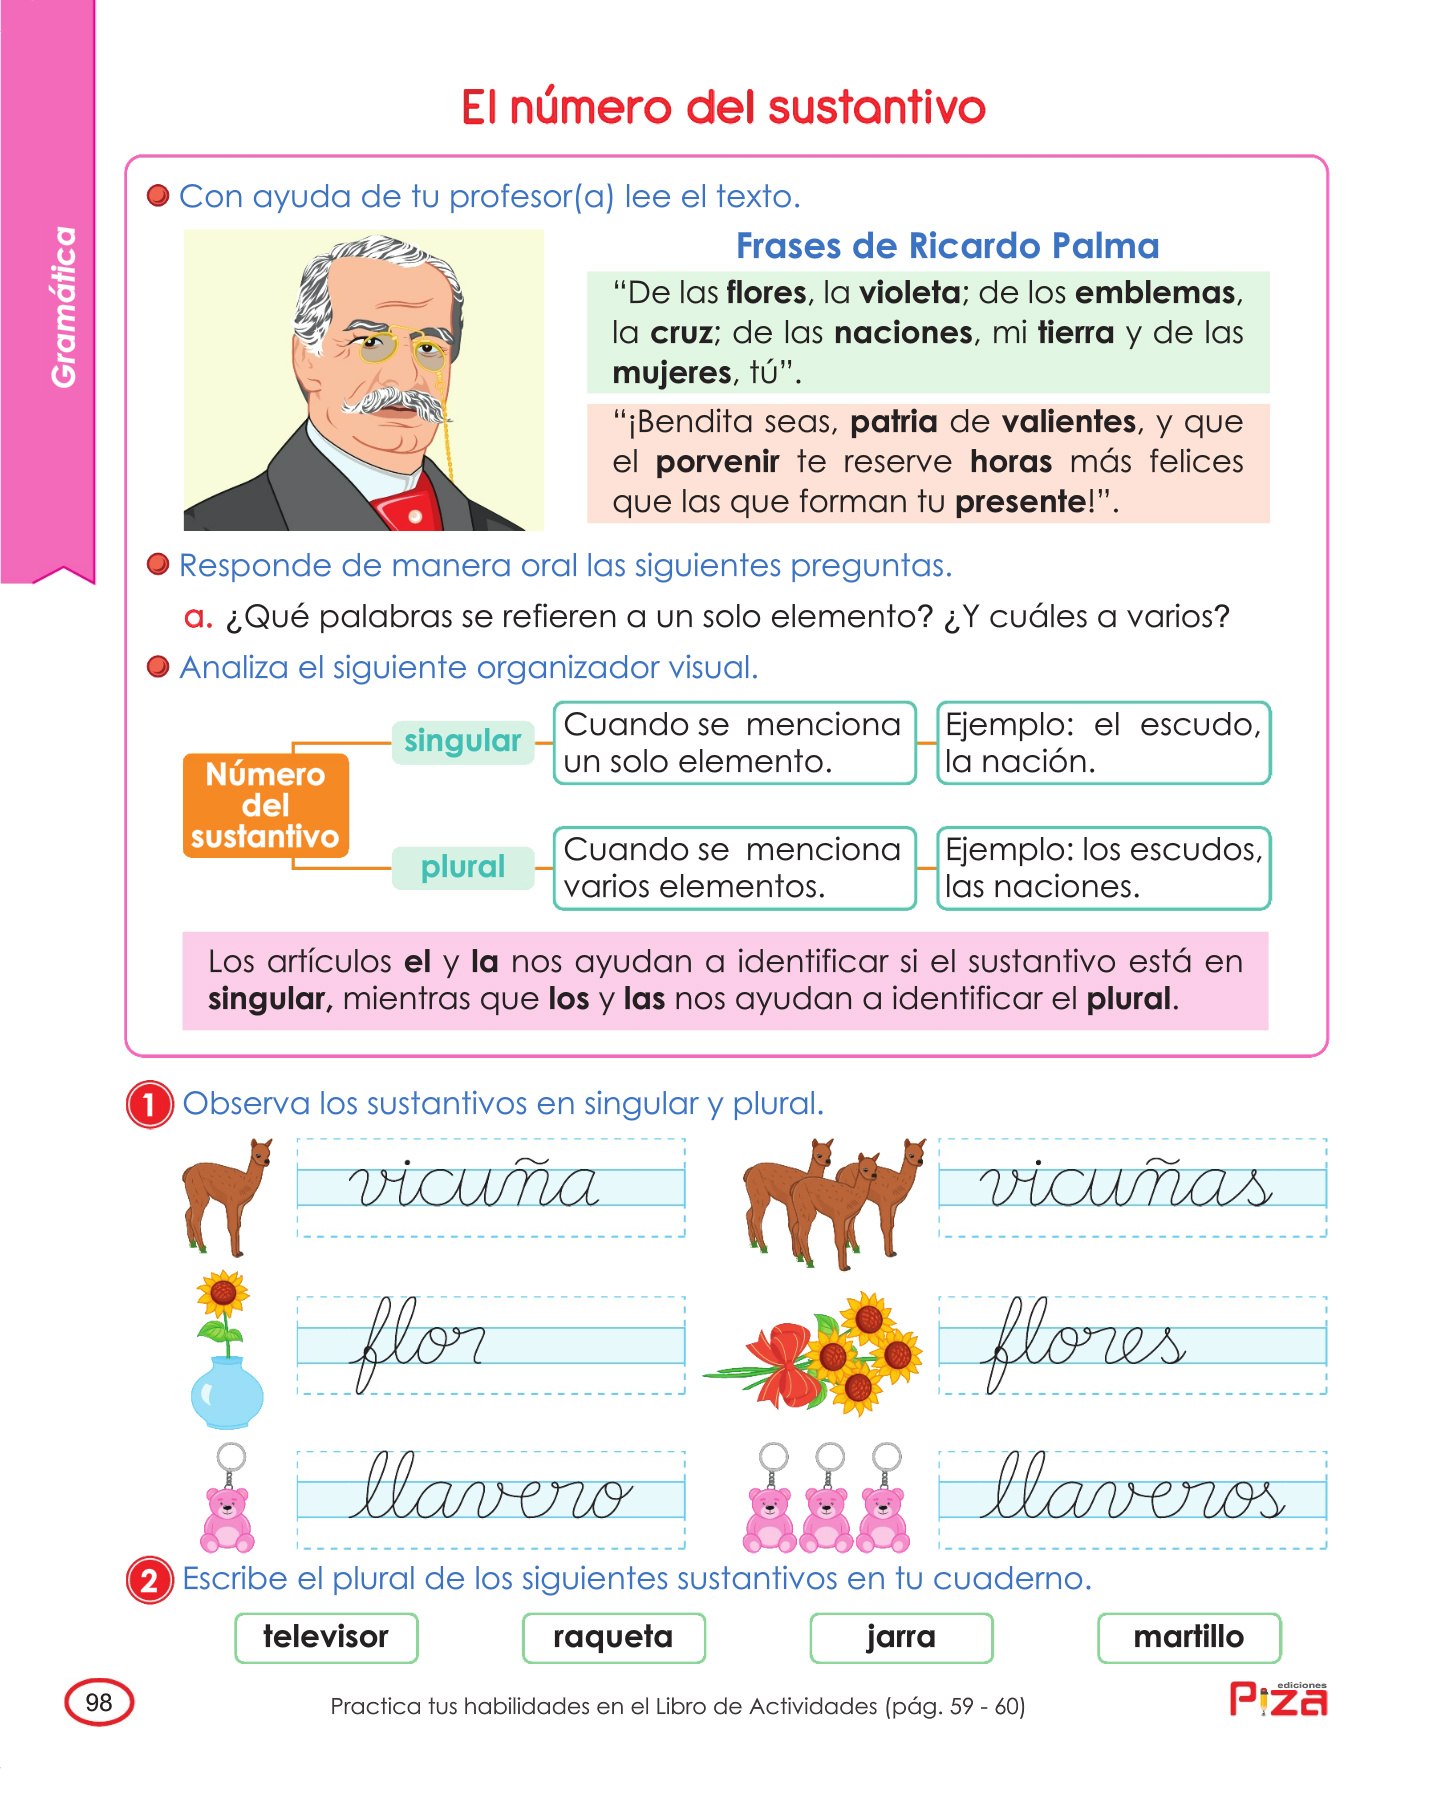 Gramática
El número del sustantivo
Con ayuda de tu profesor(a) lee el texto.
Frases de Ricardo Palma
“De las flores, la violeta; de los emblemas,
la cruz; de las naciones, mi tierra y de las
mujeres, tú”.
“¡Bendita seas, patria de valientes, y que
el porvenir te reserve horas más felices
que las que forman tu presente!”.
Responde de manera oral las siguientes preguntas.
a. ¿Qué palabras se refieren a un solo elemento? ¿Y cuáles a varios?
Analiza el siguiente organizador visual.
Número
del
sustantivo
singular
Cuando se menciona
un solo elemento.
Ejemplo: el escudo,
la nación.
plural
Cuando se menciona
varios elementos.
Ejemplo: los escudos,
las naciones.
Los artículos el y la nos ayudan a identificar si el sustantivo está en
singular, mientras que los y las nos ayudan a identificar el plural.
1 Observa los sustantivos en singular y plural.
vicuña
vicuñas
flor
flores
llavero
llaveros
2 Escribe el plural de los siguientes sustantivos en tu cuaderno.
televisor
raqueta
jarra
martillo
98
Practica tus habilidades en el Libro de Actividades (pág. 59 - 60)
ediciones
Piza